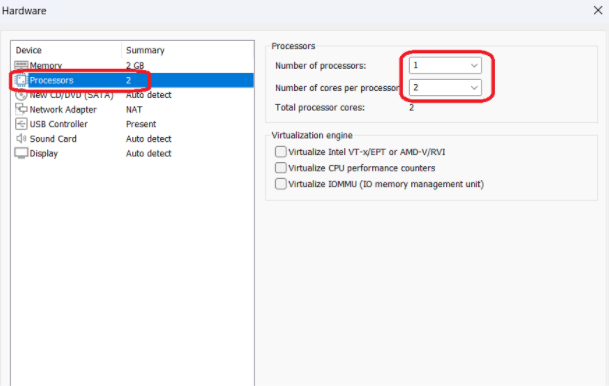 Hardware
Device Summary
Memory 2 GB
Processors 2
New CD/DVD (SATA) Auto detect
Network Adapter NAT
USB Controller Present
Sound Card Auto detect
Display Auto detect
Processors
Number of processors: 1
Number of cores per processor 2
Total processor cores: 2
Virtualization engine
Virtualize Intel VT-x/EPT or AMD-V/RVI
Virtualize CPU performance counters
Virtualize IOMMU (IO memory management unit)